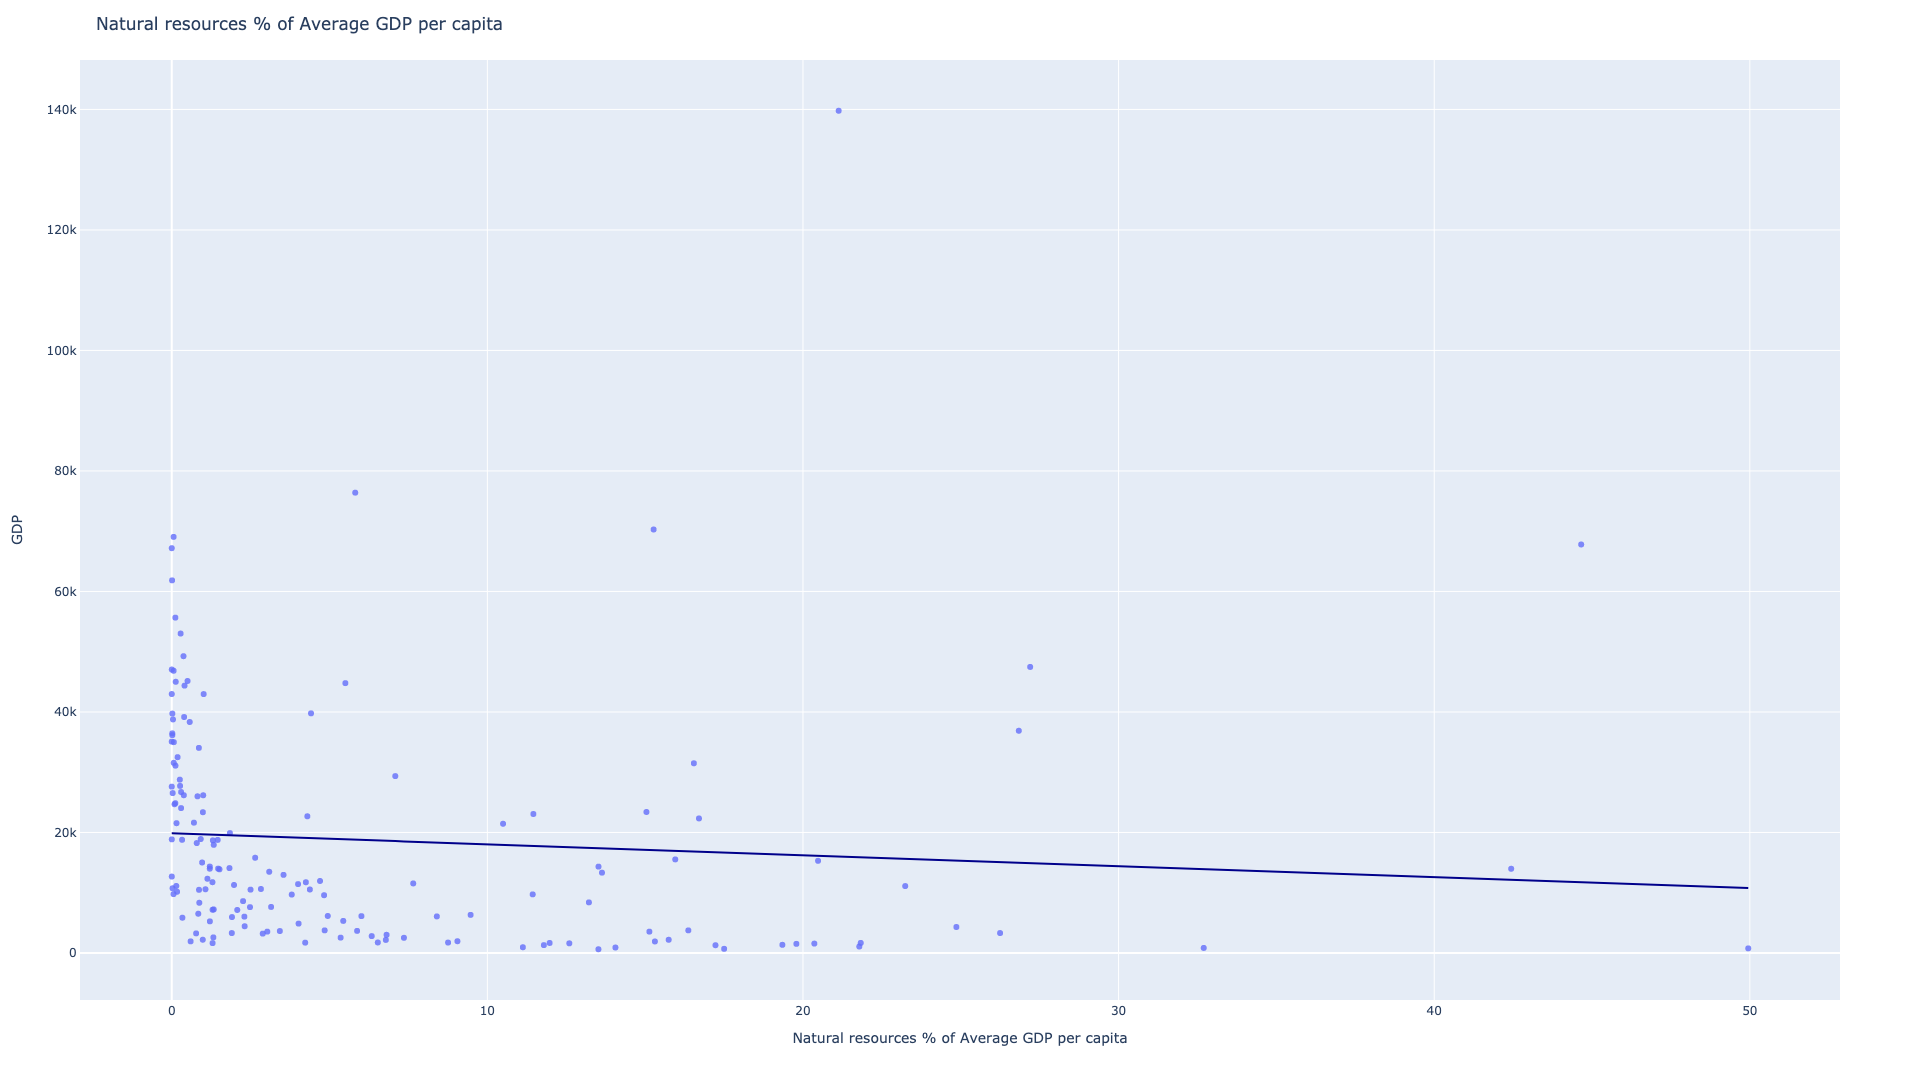 Natural resources % of Average GDP per capita
140k
120k
100k
80k
60k
40k
20k
0
GDP
0 10 20 30 40 50
Natural resources % of Average GDP per capita